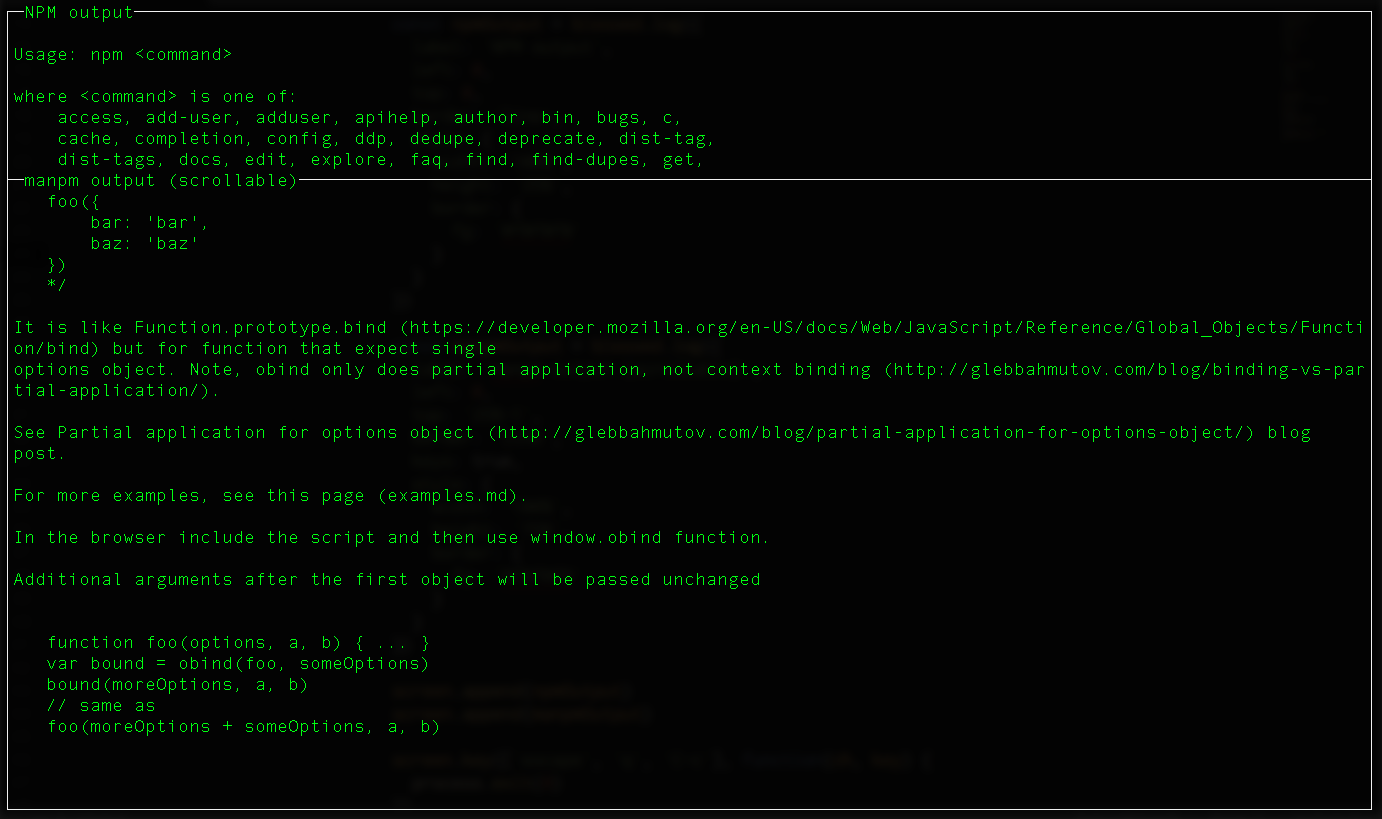 NPM output
Usage: npm <command>
where <command> is one of:
access, add-user, adduser, apihelp, author, bin, bugs, c,
cache, completion, config, ddp, dedupe, deprecate, dist-tag,
dist-tags, docs, edit, explore, faq, find, find-dupes, get,
manpm output (scrollable)
foo({
bar: 'bar',
baz: 'baz'
})
*/
It is like Function.prototype.bind (https://developer.mozilla.org/en-US/docs/Web/JavaScript/Reference/Global_Objects/Functi
on/bind) but for function that expect single
options object. Note, obind only does partial application, not context binding (http://glebbahmutov.com/blog/binding-vs-par
tial-application/).
See Partial application for options object (http://glebbahmutov.com/blog/partial-application-for-options-object/) blog
post.
For more examples, see this page (examples.md).
In the browser include the script and then use window.obind function.
Additional arguments after the first object will be passed unchanged
function foo(options, a, b) { ... }
var bound = obind(foo, someOptions)
bound(moreOptions, a, b)
// same as
foo(moreOptions + someOptions, a, b)